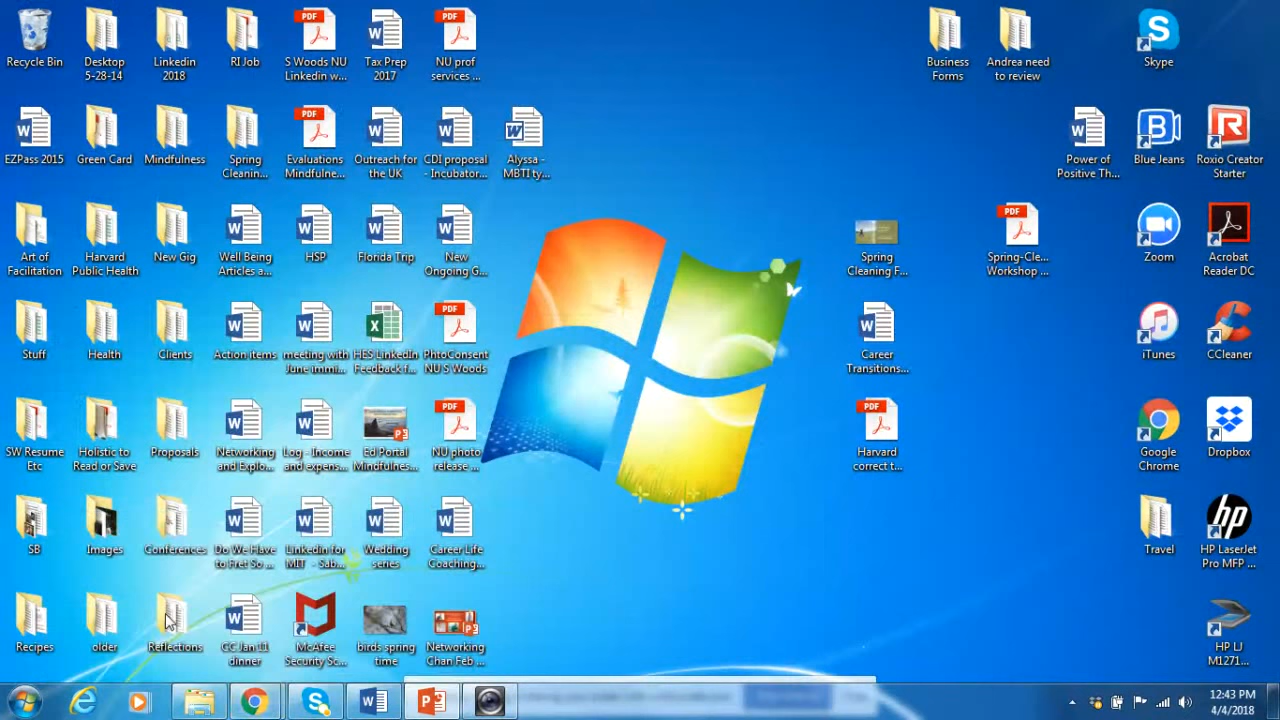 Recycle Bin
Desktop
5-28-14
Linkedin
2018
RI Job
S Woods NU
Linkedin w...
Tax Prep
2017
NU prof
services ...
Business
Forms
Andrea need
to review
Skype
EZPass 2015
Green Card
Mindfulness
Spring
Cleanin...
Evaluations
Mindfulne...
Outreach for
the UK
CDI proposal
- Incubator...
Alyssa -
MBTI ty...
Power of
Positive Th...
Blue Jeans
Roxio Creator
Starter
Art of
Facilitation
Harvard
Public Health
New Gig
Well Being
Articles a...
HSP
Florida Trip
New
Ongoing G...
Spring
Cleaning F...
Spring-Cle...
Workshop ...
Zoom
Acrobat
Reader DC
Stuff
Health
Clients
Action items
meeting with
June immi...
HES LinkedIn
Feedback f...
PhtoConsent
NU S Woods
Career
Transitions...
iTunes
CCleaner
SW Resume
Etc
Holistic to
Read or Save
Proposals
Networking
and Explo...
Log - Income
and expens...
Ed Portal
Mindfulnes...
NU photo
release ...
Harvard
correct t...
Google
Chrome
Dropbox
SB
Images
Conferences
Do We Have
to Fret So ...
Linkedin for
MIT - Sab...
Wedding
series
Career Life
Coaching...
Travel
HP LaserJet
Pro MFP ...
Recipes
older
Reflections
CC Jan 11
dinner
McAfee
Security Sc...
birds spring
time
Networking
Chan Feb ...
HP LJ
M1271...
12:43 PM
4/4/2018